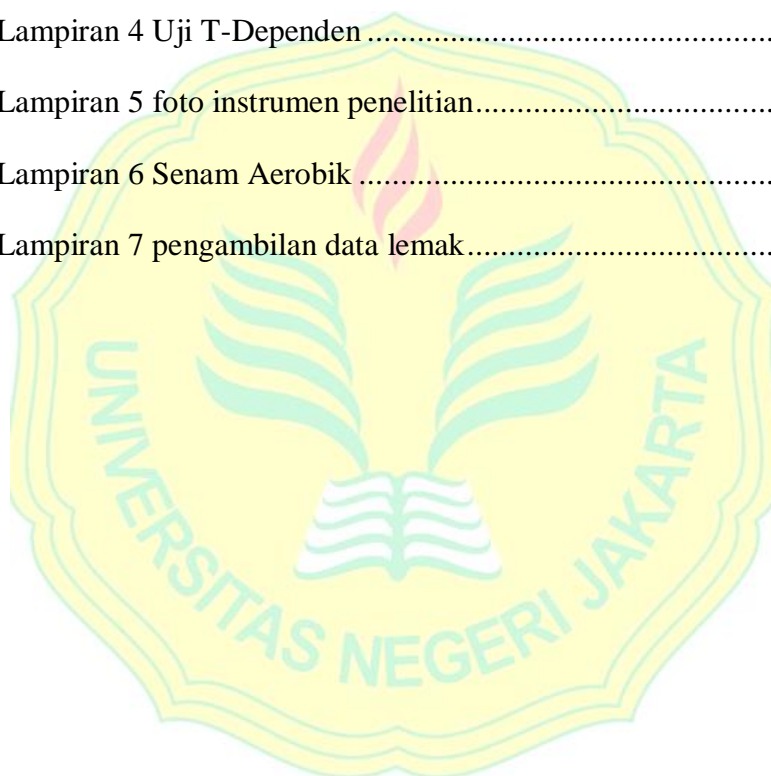 Lampiran 4 Uji T-Dependen ....................................................
Lampiran 5 foto instrumen penelitian.......................................
Lampiran 6 Senam Aerobik .....................................................
Lampiran 7 pengambilan data lemak........................................
UNIVERSITAS NEGERI JAKARTA